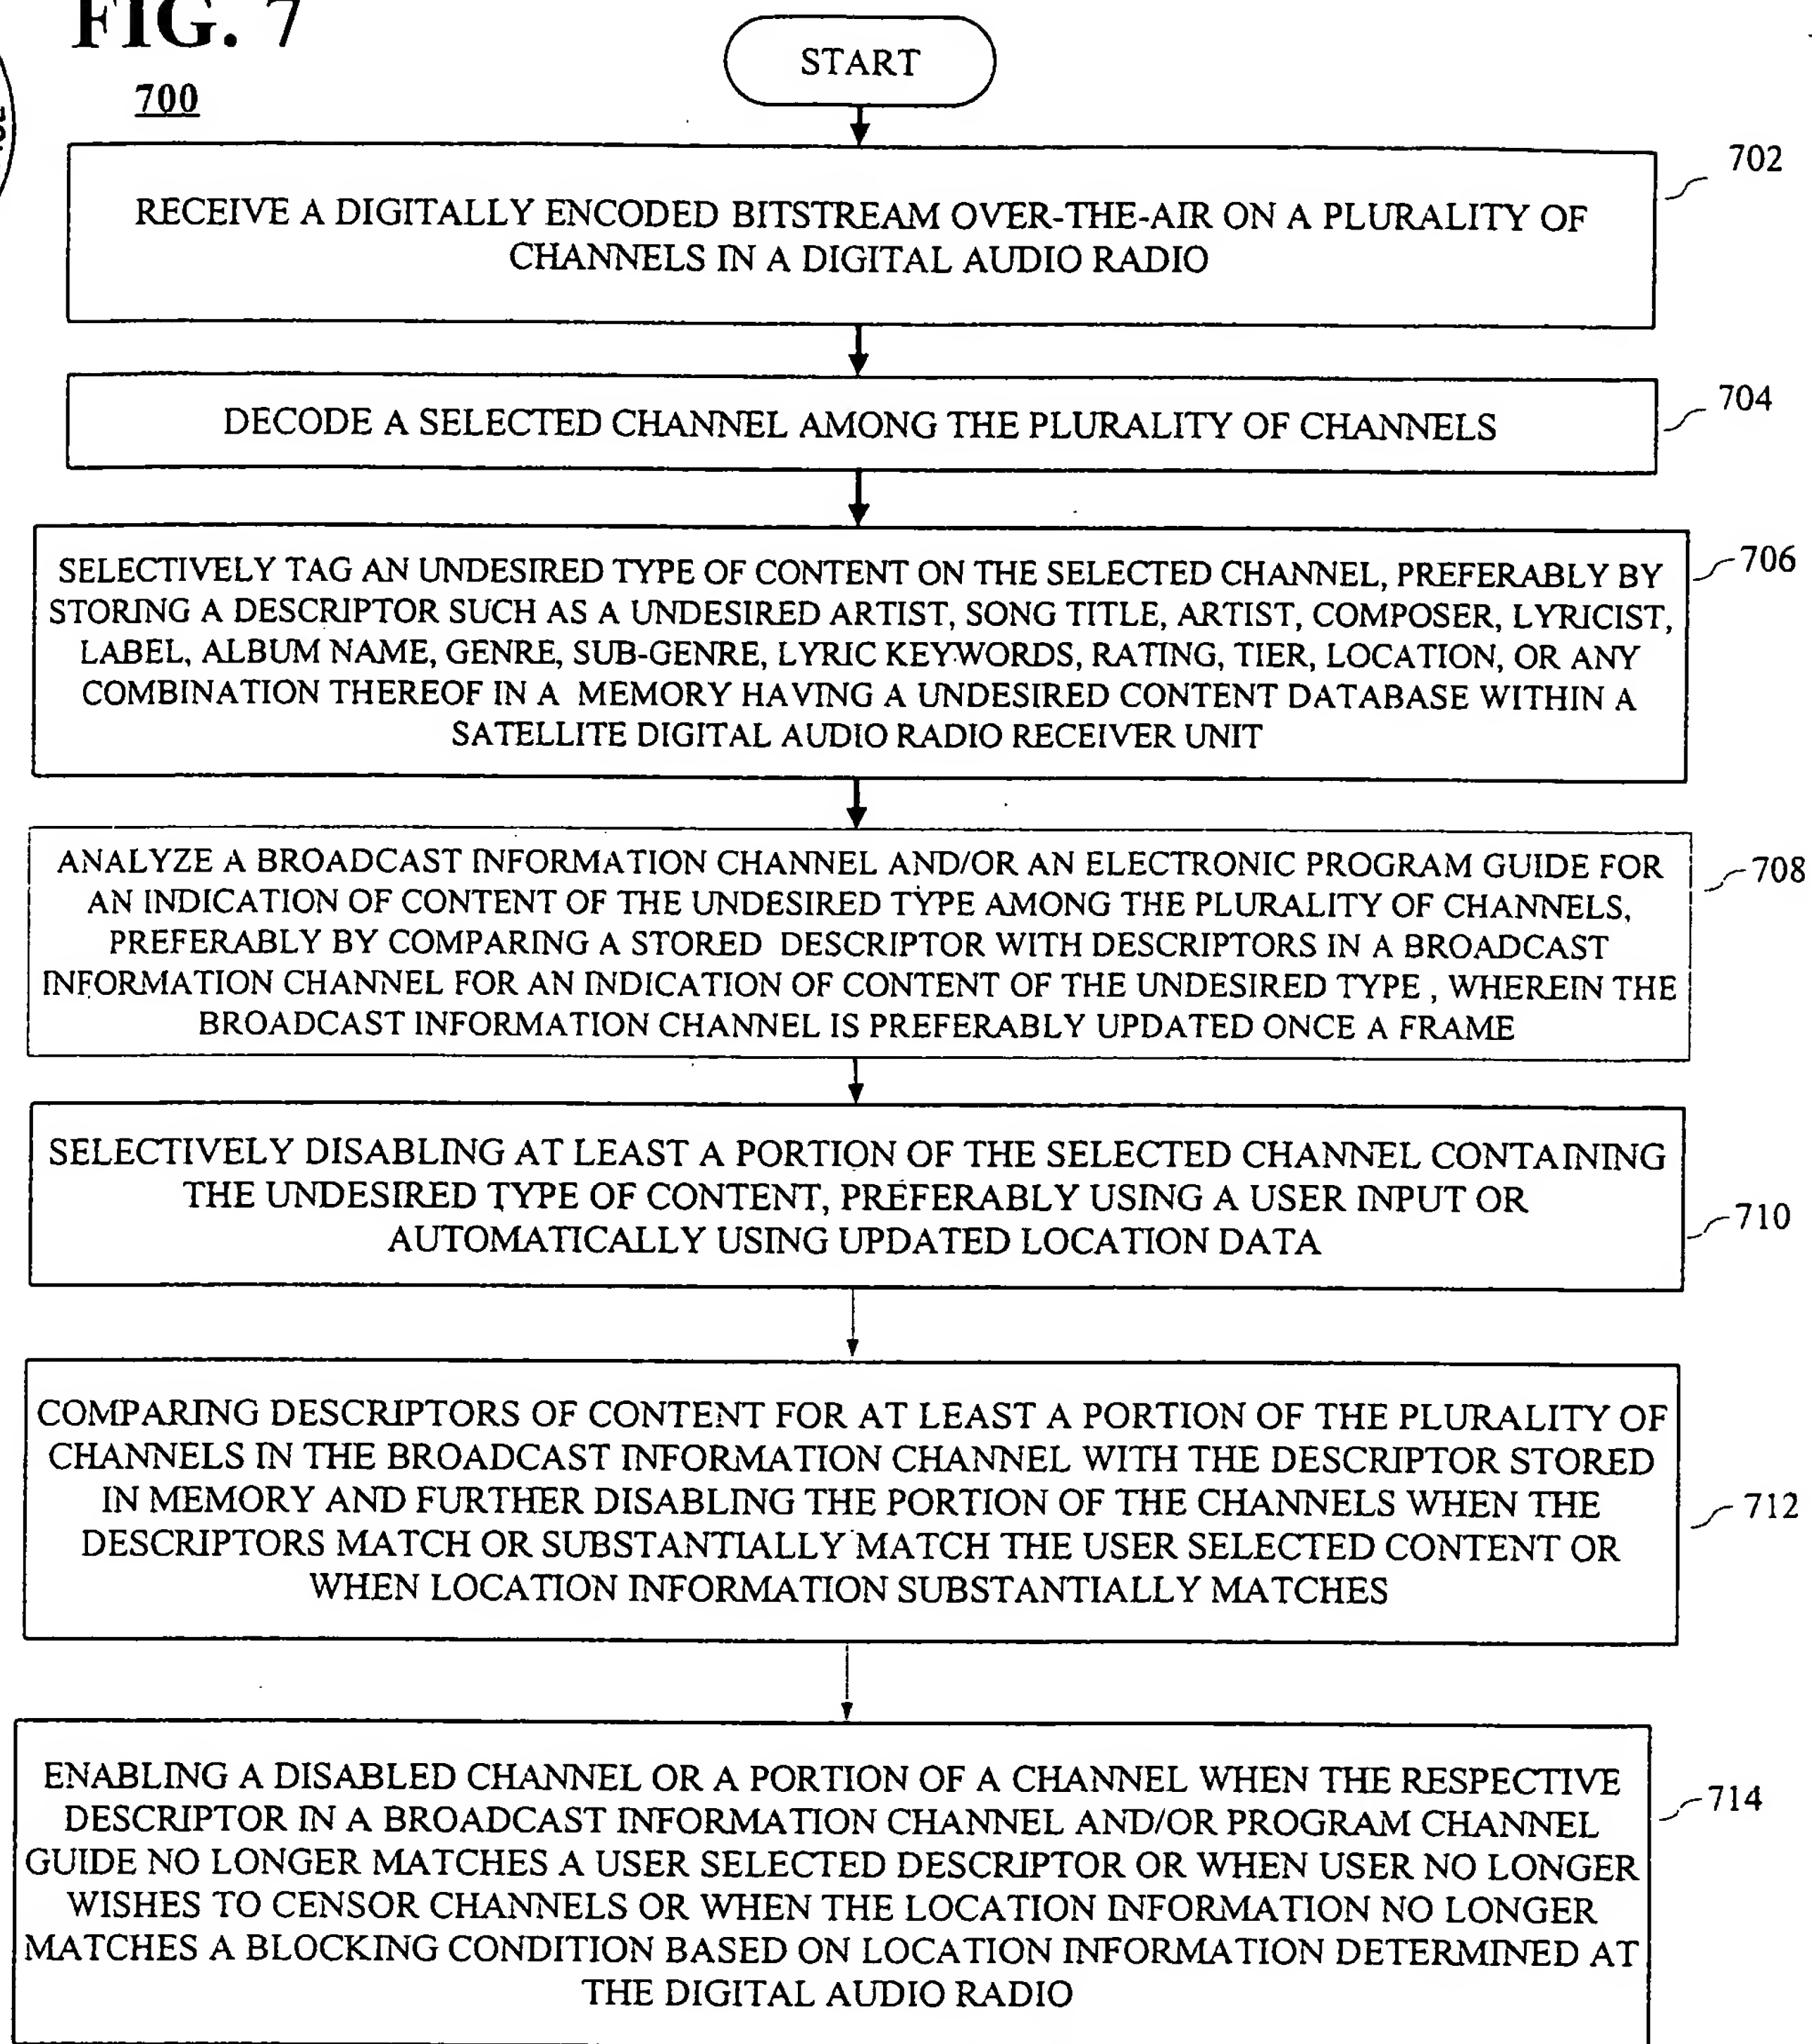 FIG. 7
700
START
702
RECEIVE A DIGITALLY ENCODED BITSTREAM OVER-THE-AIR ON A PLURALITY OF
CHANNELS IN A DIGITAL AUDIO RADIO
704
DECODE A SELECTED CHANNEL AMONG THE PLURALITY OF CHANNELS
706
SELECTIVELY TAG AN UNDESIRED TYPE OF CONTENT ON THE SELECTED CHANNEL, PREFERABLY BY
STORING A DESCRIPTOR SUCH AS A UNDESIRED ARTIST, SONG TITLE, ARTIST, COMPOSER, LYRICIST,
LABEL, ALBUM NAME, GENRE, SUB-GENRE, LYRIC KEYWORDS, RATING, TIER, LOCATION, OR ANY
COMBINATION THEREOF IN A MEMORY HAVING A UNDESIRED CONTENT DATABASE WITHIN A
SATELLITE DIGITAL AUDIO RADIO RECEIVER UNIT
708
ANALYZE A BROADCAST INFORMATION CHANNEL AND/OR AN ELECTRONIC PROGRAM GUIDE FOR
AN INDICATION OF CONTENT OF THE UNDESIRED TYPE AMONG THE PLURALITY OF CHANNELS,
PREFERABLY BY COMPARING A STORED DESCRIPTOR WITH DESCRIPTORS IN A BROADCAST
INFORMATION CHANNEL FOR AN INDICATION OF CONTENT OF THE UNDESIRED TYPE , WHEREIN THE
BROADCAST INFORMATION CHANNEL IS PREFERABLY UPDATED ONCE A FRAME
SELECTIVELY DISABLING AT LEAST A PORTION OF THE SELECTED CHANNEL CONTAINING
THE UNDESIRED TYPE OF CONTENT, PREFERABLY USING A USER INPUT OR
AUTOMATICALLY USING UPDATED LOCATION DATA
710
COMPARING DESCRIPTORS OF CONTENT FOR AT LEAST A PORTION OF THE PLURALITY OF
CHANNELS IN THE BROADCAST INFORMATION CHANNEL WITH THE DESCRIPTOR STORED
IN MEMORY AND FURTHER DISABLING THE PORTION OF THE CHANNELS WHEN THE
DESCRIPTORS MATCH OR SUBSTANTIALLY MATCH THE USER SELECTED CONTENT OR
WHEN LOCATION INFORMATION SUBSTANTIALLY MATCHES
712
ENABLING A DISABLED CHANNEL OR A PORTION OF A CHANNEL WHEN THE RESPECTIVE
DESCRIPTOR IN A BROADCAST INFORMATION CHANNEL AND/OR PROGRAM CHANNEL
GUIDE NO LONGER MATCHES A USER SELECTED DESCRIPTOR OR WHEN USER NO LONGER
WISHES TO CENSOR CHANNELS OR WHEN THE LOCATION INFORMATION NO LONGER
MATCHES A BLOCKING CONDITION BASED ON LOCATION INFORMATION DETERMINED AT
THE DIGITAL AUDIO RADIO
714